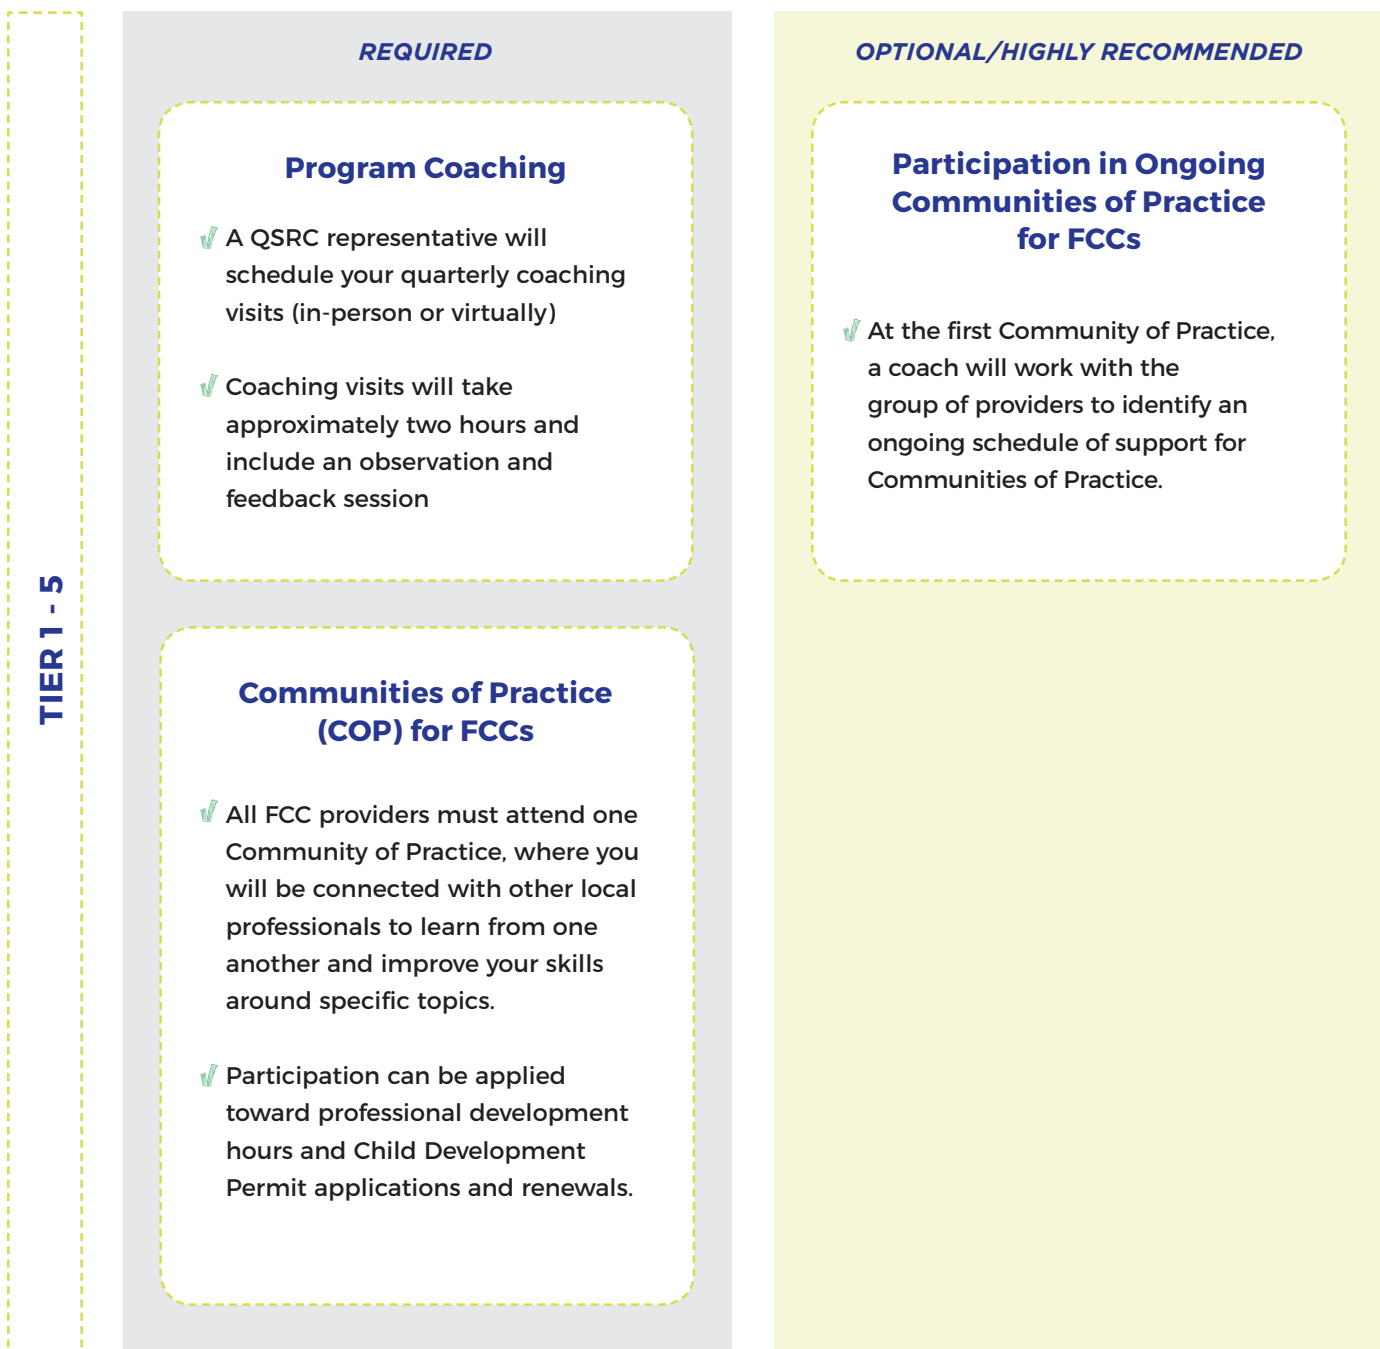 TIER 1 - 5
REQUIRED
Program Coaching
A QSRC representative will
schedule your quarterly coaching
visits (in-person or virtually)
Coaching visits will take
approximately two hours and
include an observation and
feedback session
Communities of Practice
(COP) for FCCs
All FCC providers must attend one
Community of Practice, where you
will be connected with other local
professionals to learn from one
another and improve your skills
around specific topics.
Participation can be applied
toward professional development
hours and Child Development
Permit applications and renewals.
OPTIONAL/HIGHLY RECOMMENDED
Participation in Ongoing
Communities of Practice
for FCCs
At the first Community of Practice,
a coach will work with the
group of providers to identify an
ongoing schedule of support for
Communities of Practice.